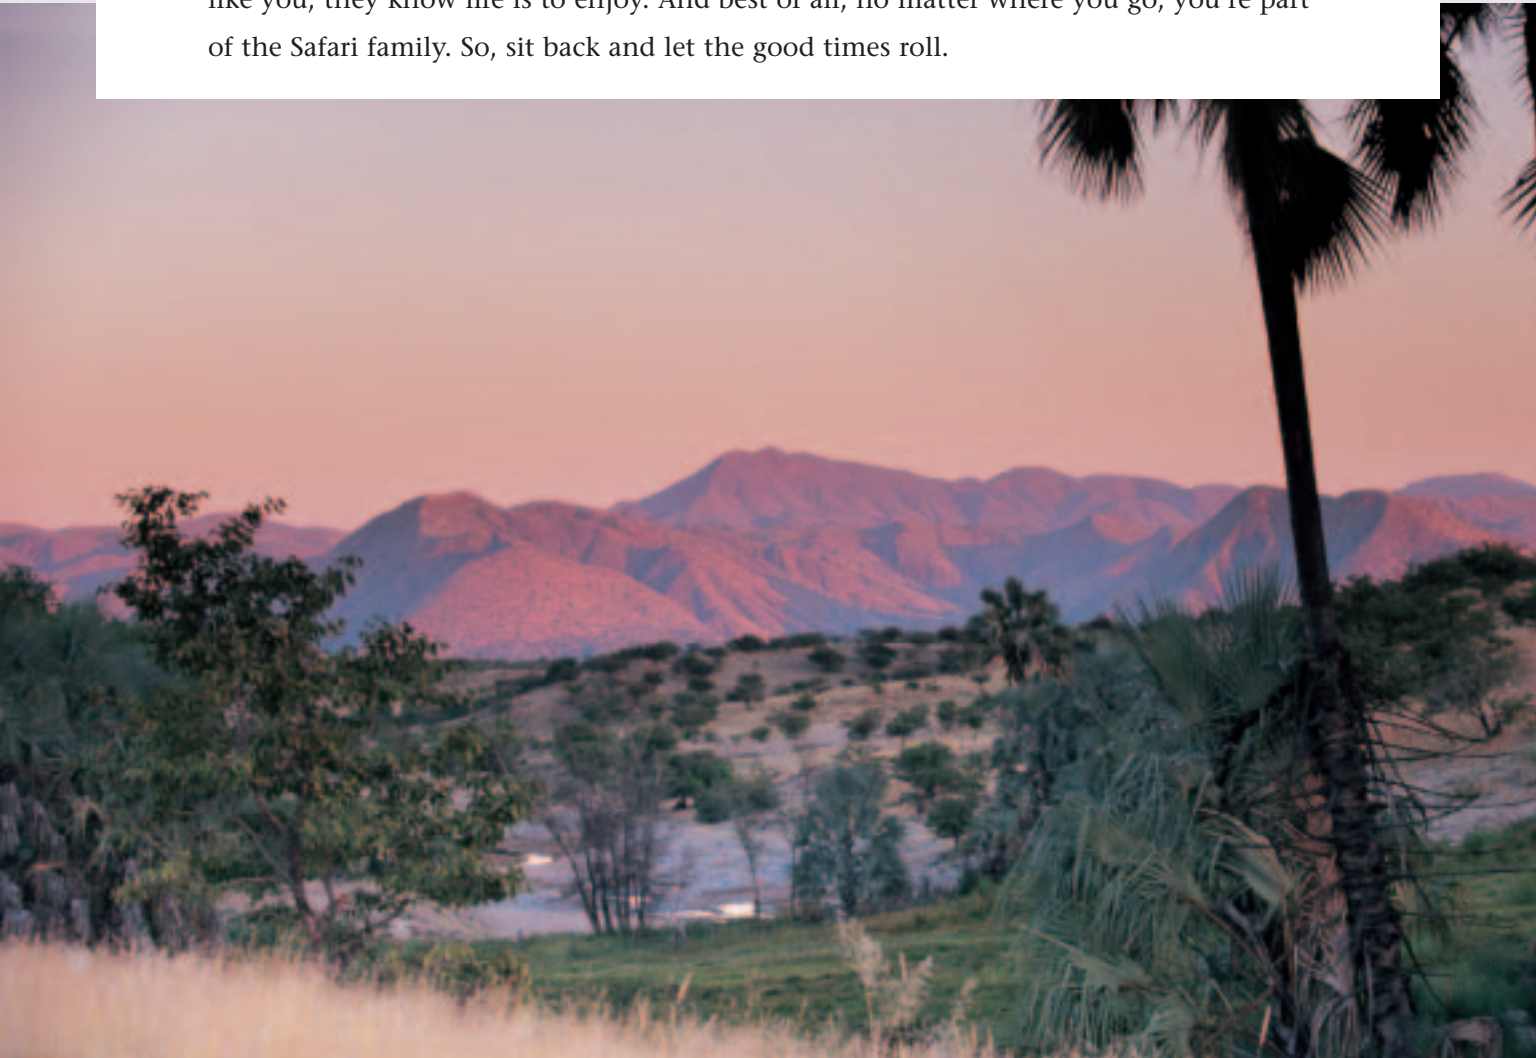 like you, they know life is to enjoy. And best of all, no matter where you go, you're part
of the Safari family. So, sit back and let the good times roll.